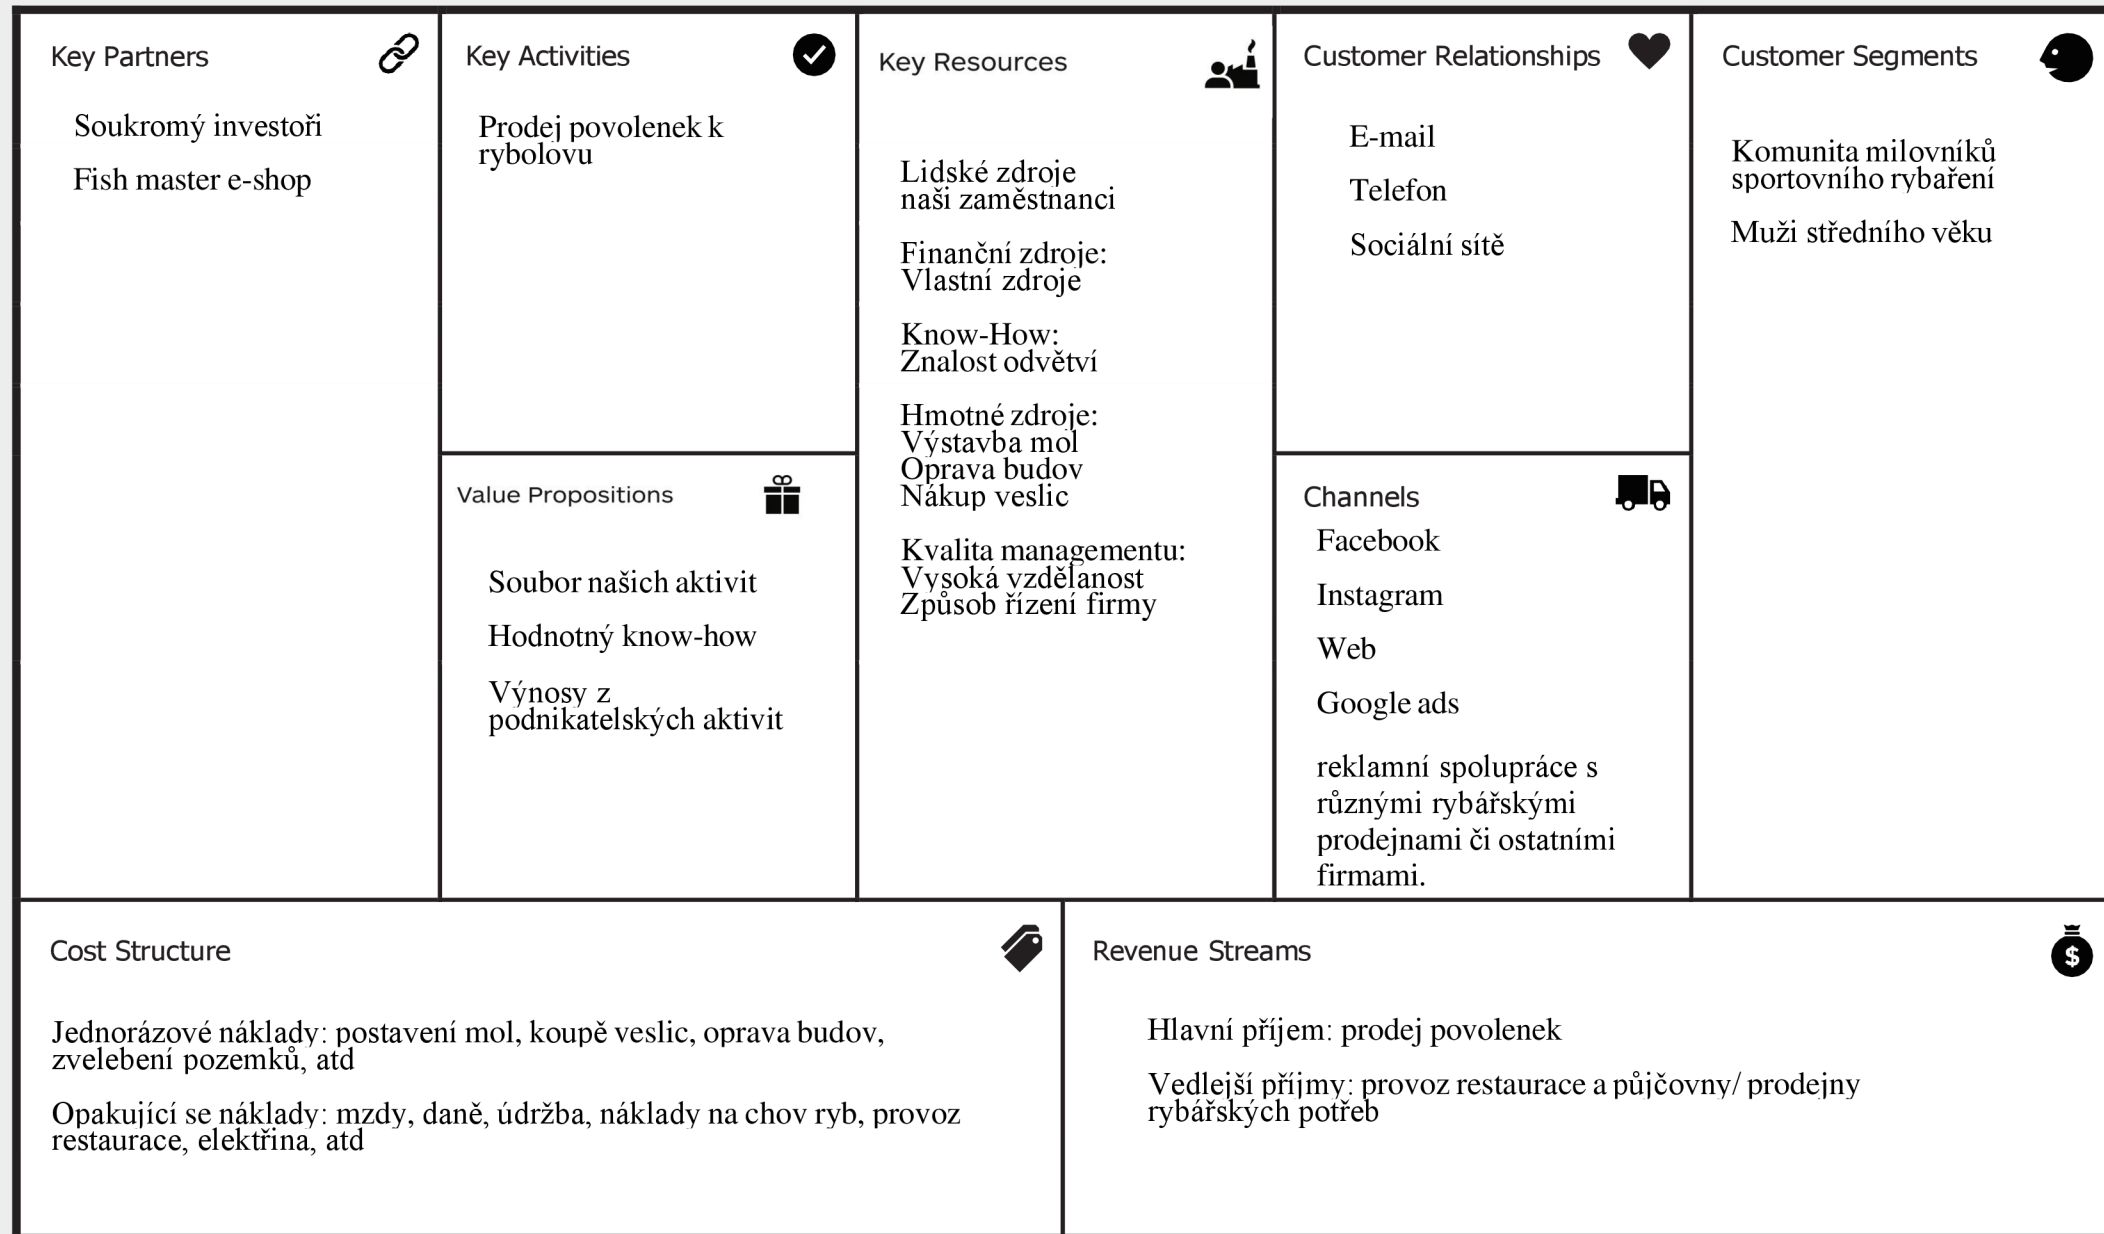 Key Partners
Soukromý investoři
Fish master e-shop
Key Activities
Prodej povolenek k
rybolovu
Value Propositions
Soubor našich aktivit
Hodnotný know-how
Výnosy z
podnikatelských aktivit
Key Resources
Lidské zdroje
naši zaměstnanci
Finanční zdroje:
Vlastní zdroje
Know-How:
Znalost odvětví
Hmotné zdroje:
Výstavba mol
Oprava budov
Nákup veslic
Kvalita managementu:
Vysoká vzdělanost
Způsob řízení firmy
Customer Relationships
E-mail
Telefon
Sociální sítě
Channels
Facebook
Instagram
Web
Google ads
reklamní spolupráce s
různými rybářskými
prodejnami či ostatními
firmami.
Customer Segments
Komunita milovníků
sportovního rybaření
Muži středního věku
Cost Structure
Jednorázové náklady: postavení mol, koupě veslic, oprava budov,
zvelebení pozemků, atd
Opakující se náklady: mzdy, daně, údržba, náklady na chov ryb, provoz
restaurace, elektřina, atd
Revenue Streams
$
Hlavní příjem: prodej povolenek
Vedlejší příjmy: provoz restaurace a půjčovny/ prodejny
rybářských potřeb